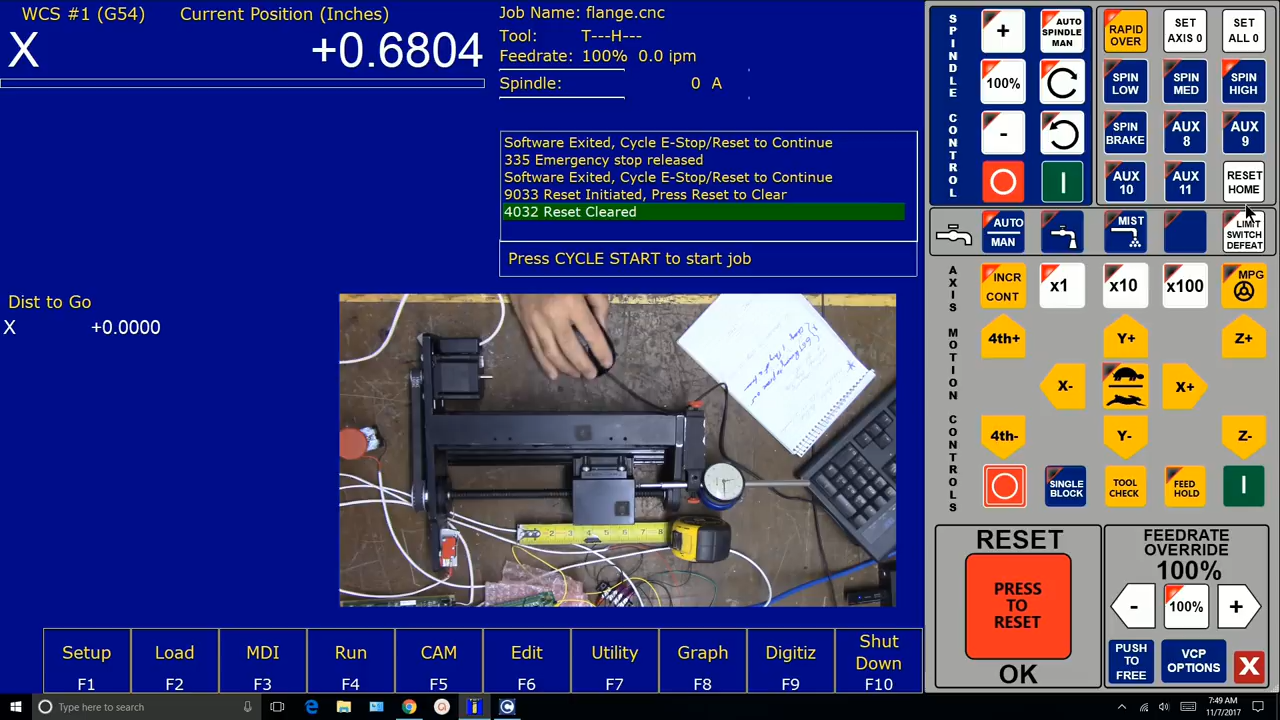 WCS #1 (G54) Current Position (Inches)
X +0.6804
Job Name: flange.cnc
Tool: T---H---
Feedrate: 100% 0.0 ipm
Spindle: 0 A
Software Exited, Cycle E-Stop/Reset to Continue
335 Emergency stop released
Software Exited, Cycle E-Stop/Reset to Continue
9033 Reset Initiated, Press Reset to Clear
4032 Reset Cleared
Press CYCLE START to start job
Dist to Go
X +0.0000
Setup
F1
Load
F2
MDI
F3
Run
F4
CAM
F5
Edit
F6
Utility
F7
Graph
F8
Digitiz
F9
Shut
Down
F10
SPINDLE CONTROL
+
AUTO
SPINDLE
MAN
100%
-
RAPID
OVER
SET
AXIS 0
SET
ALL 0
SPIN
LOW
SPIN
MED
SPIN
HIGH
SPIN
BRAKE
AUX
8
AUX
9
AUX
10
AUX
11
RESET
HOME
AUTO
MAN
MIST
LIMIT
SWITCH
DEFEAT
AXIS MOTION CONTROLS
INCR
CONT
x1
x10
x100
MPG
4th+
Y+
Z+
X-
X+
4th-
Y-
Z-
SINGLE
BLOCK
TOOL
CHECK
FEED
HOLD
RESET
PRESS
TO
RESET
OK
FEEDRATE
OVERRIDE
100%
-
100%
+
PUSH
TO
FREE
VCP
OPTIONS
X
Type here to search
7:49 AM
11/7/2017